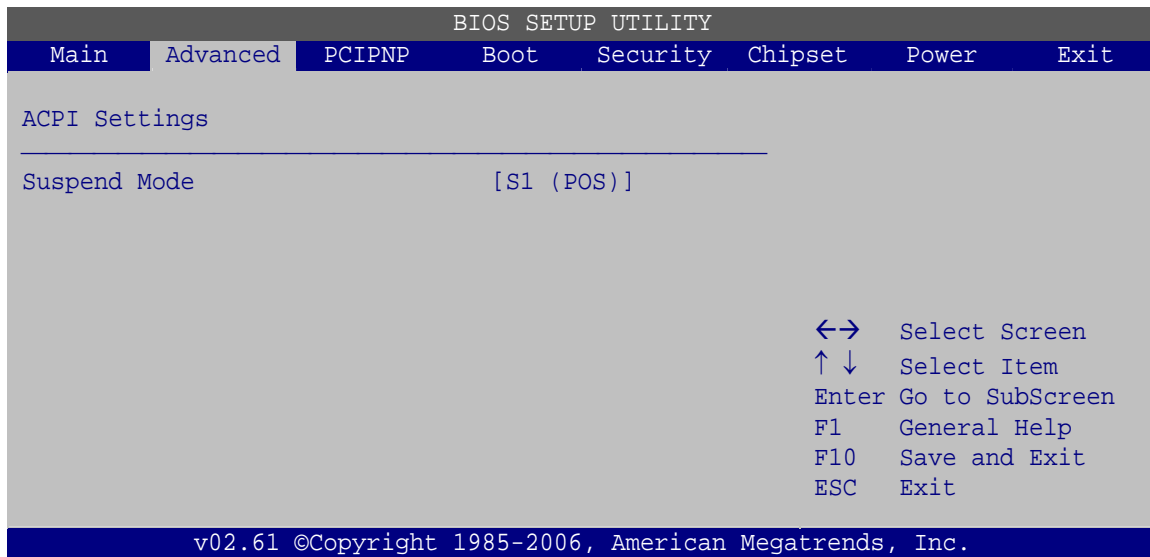 BIOS SETUP UTILITY
Main Advanced PCIPNP Boot Security Chipset Power Exit
ACPI Settings
Suspend Mode [S1 (POS)]
←→ Select Screen
↑ ↓ Select Item
Enter Go to SubScreen
F1 General Help
F10 Save and Exit
ESC Exit
v02.61 ©Copyright 1985-2006, American Megatrends, Inc.